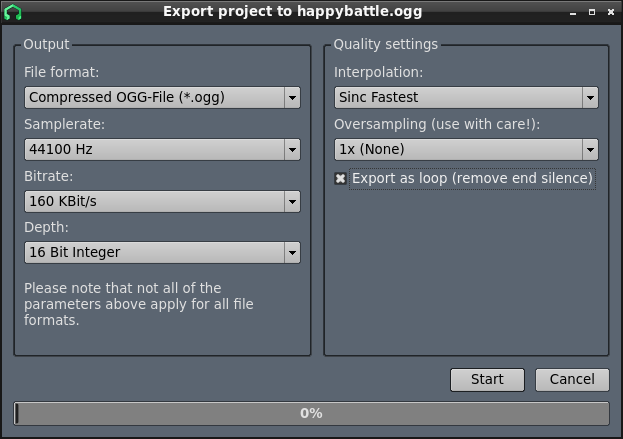 Export project to happybattle.ogg
Output
File format:
Compressed OGG-File (*.ogg)
Samplerate:
44100 Hz
Bitrate:
160 KBit/s
Depth:
16 Bit Integer
Please note that not all of the
parameters above apply for all file
formats.
Quality settings
Interpolation:
Sinc Fastest
Oversampling (use with care!):
1x (None)
Export as loop (remove end silence)
Start
Cancel
0%